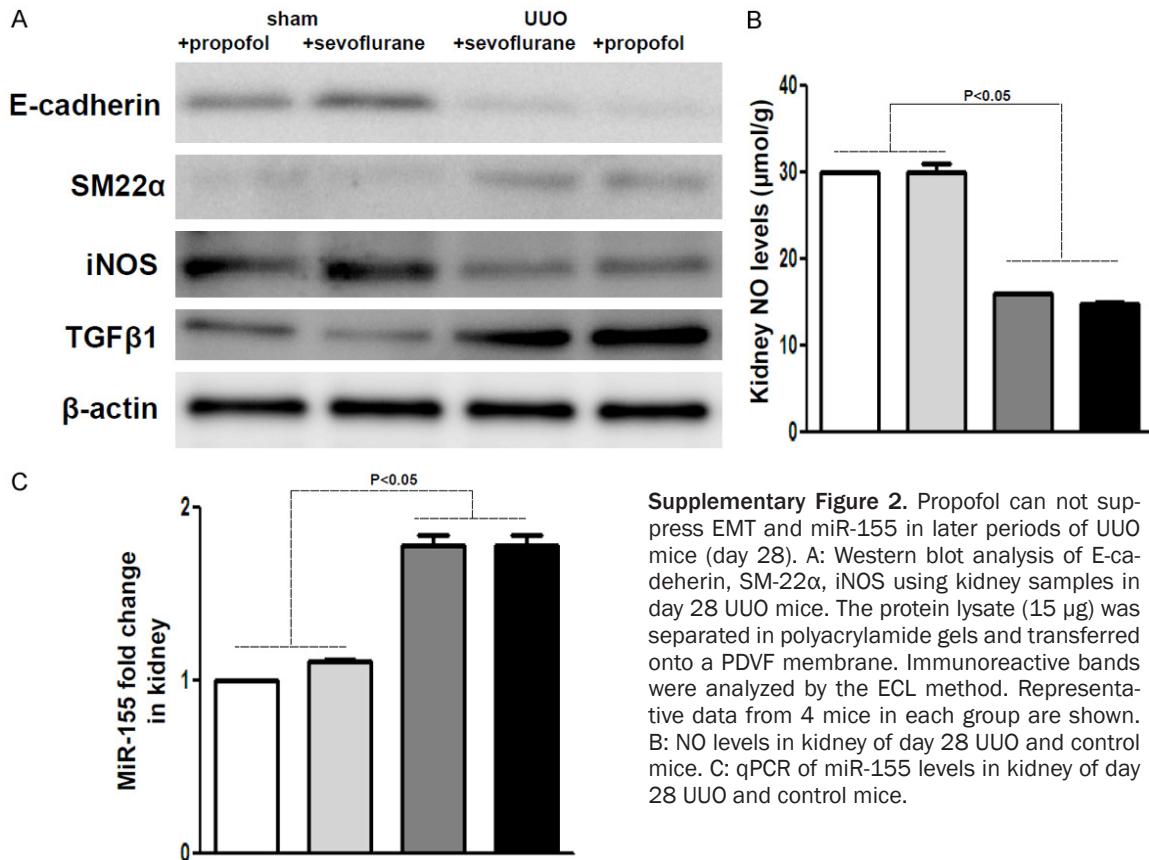 A
sham UUO
+propofol +sevoflurane +sevoflurane +propofol
E-cadherin
SM22α
iNOS
TGFβ1
β-actin
B
Kidney NO levels (μmol/g)
40
30
20
10
0
P<0.05
C
MiR-155 fold change
in kidney
2
1
0
P<0.05
Supplementary Figure 2. Propofol can not sup-
press EMT and miR-155 in later periods of UUO
mice (day 28). A: Western blot analysis of E-ca-
deherin, SM-22α, iNOS using kidney samples in
day 28 UUO mice. The protein lysate (15 μg) was
separated in polyacrylamide gels and transferred
onto a PDVF membrane. Immunoreactive bands
were analyzed by the ECL method. Representa-
tive data from 4 mice in each group are shown.
B: NO levels in kidney of day 28 UUO and control
mice. C: qPCR of miR-155 levels in kidney of day
28 UUO and control mice.